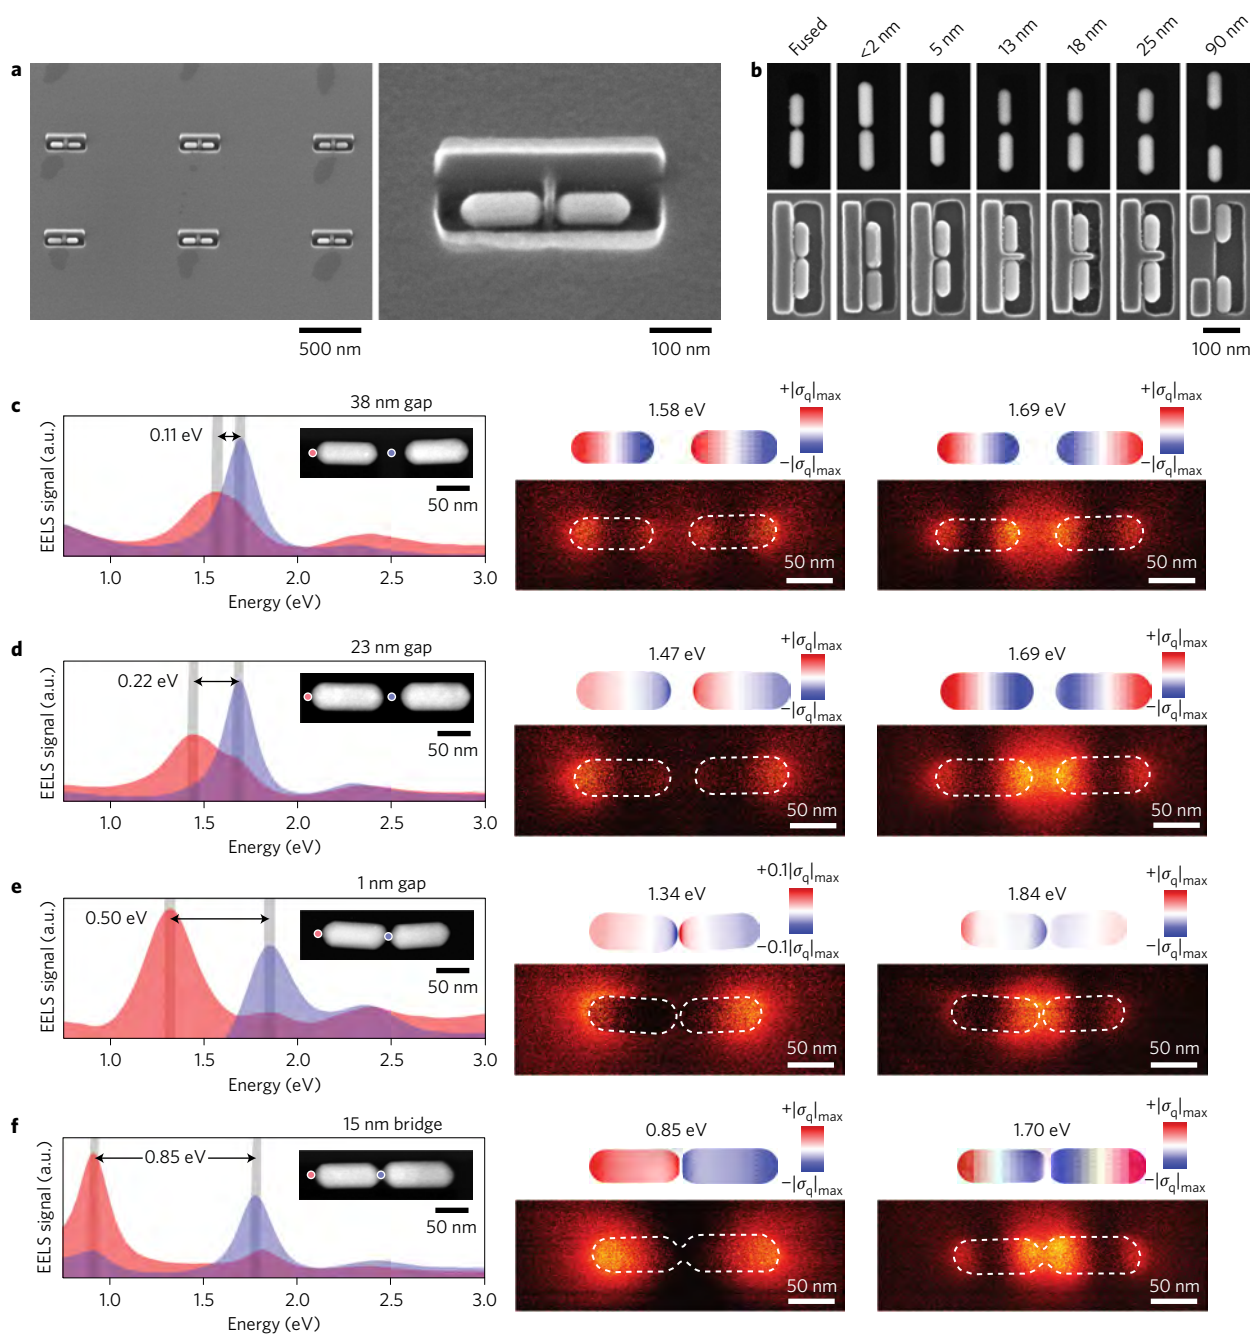 a
500 nm
100 nm
b
Fused
<2 nm
5 nm
13 nm
18 nm
25 nm
90 nm
100 nm
c
38 nm gap
0.11 eV
EELS signal (a.u.)
50 nm
1.0 1.5 2.0 2.5 3.0
Energy (eV)
1.58 eV
+|σq|max
−|σq|max
50 nm
1.69 eV
+|σq|max
−|σq|max
50 nm
d
23 nm gap
0.22 eV
EELS signal (a.u.)
50 nm
1.0 1.5 2.0 2.5 3.0
Energy (eV)
1.47 eV
+|σq|max
−|σq|max
50 nm
1.69 eV
+|σq|max
−|σq|max
50 nm
e
1 nm gap
0.50 eV
EELS signal (a.u.)
50 nm
1.0 1.5 2.0 2.5 3.0
Energy (eV)
1.34 eV
+0.1|σq|max
−0.1|σq|max
50 nm
1.84 eV
+|σq|max
−|σq|max
50 nm
f
15 nm bridge
0.85 eV
EELS signal (a.u.)
50 nm
1.0 1.5 2.0 2.5 3.0
Energy (eV)
0.85 eV
+|σq|max
−|σq|max
50 nm
1.70 eV
+|σq|max
−|σq|max
50 nm